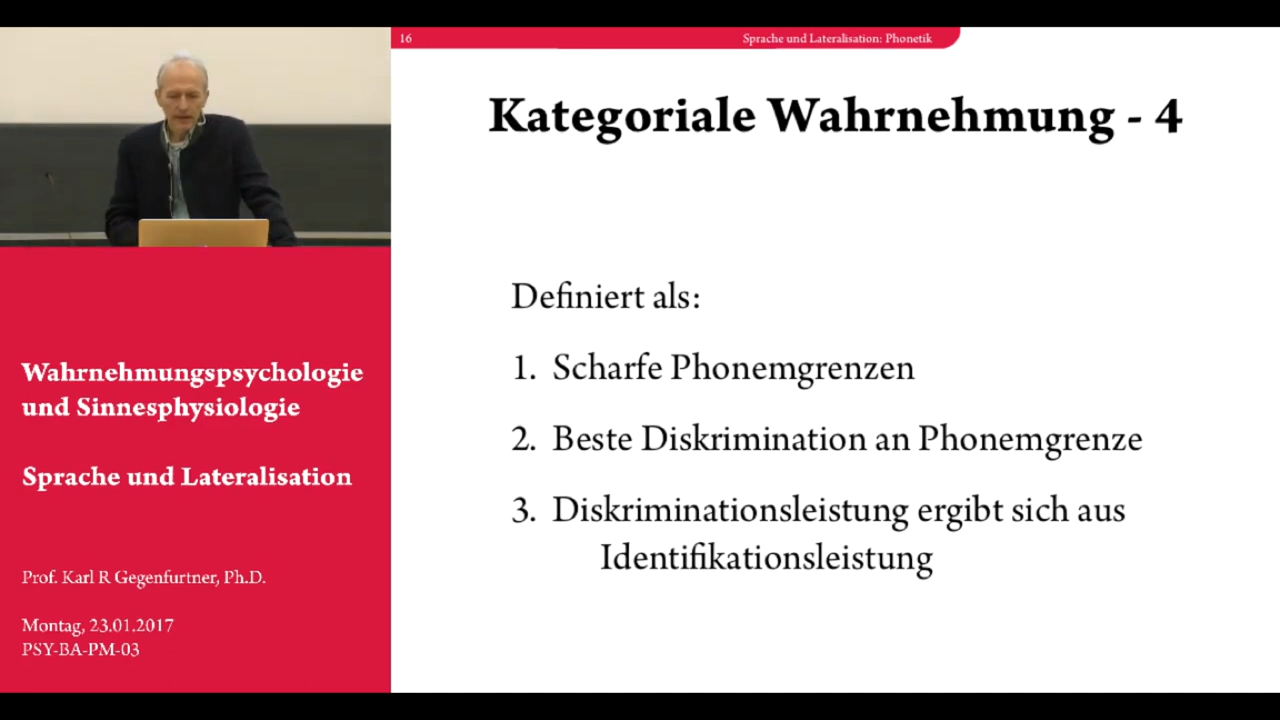 16
Sprache und Lateralisation: Phonetik
Kategoriale Wahrnehmung - 4
Definiert als:
1. Scharfe Phonemgrenzen
2. Beste Diskrimination an Phonemgrenze
3. Diskriminationsleistung ergibt sich aus
Identifikationsleistung
Wahrnehmungspsychologie
und Sinnesphysiologie
Sprache und Lateralisation
Prof. Karl R Gegenfurtner, Ph.D.
Montag, 23.01.2017
PSY-BA-PM-03